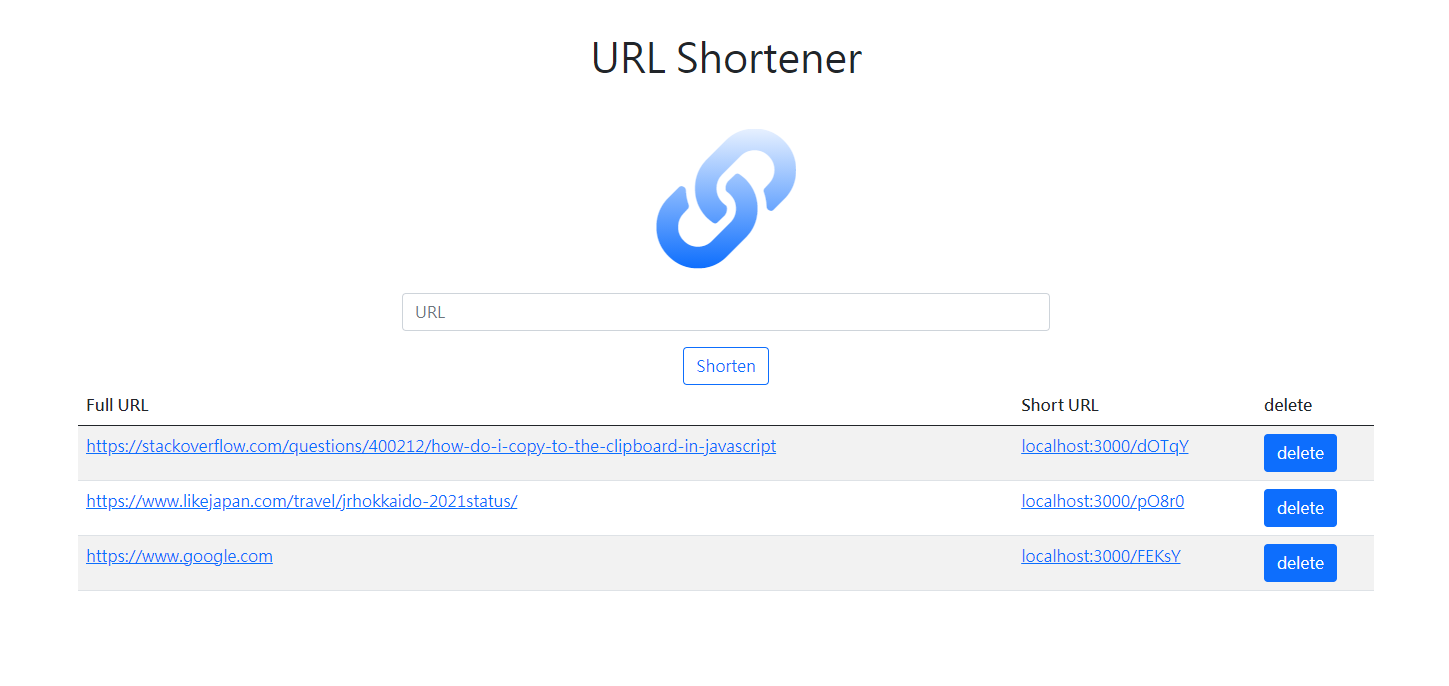 URL Shortener
URL
Shorten
Full URL Short URL delete
https://stackoverflow.com/questions/400212/how-do-i-copy-to-the-clipboard-in-javascript localhost:3000/dOTqY delete
https://www.likejapan.com/travel/jrhokkaido-2021status/ localhost:3000/pO8r0 delete
https://www.google.com localhost:3000/FEKsY delete